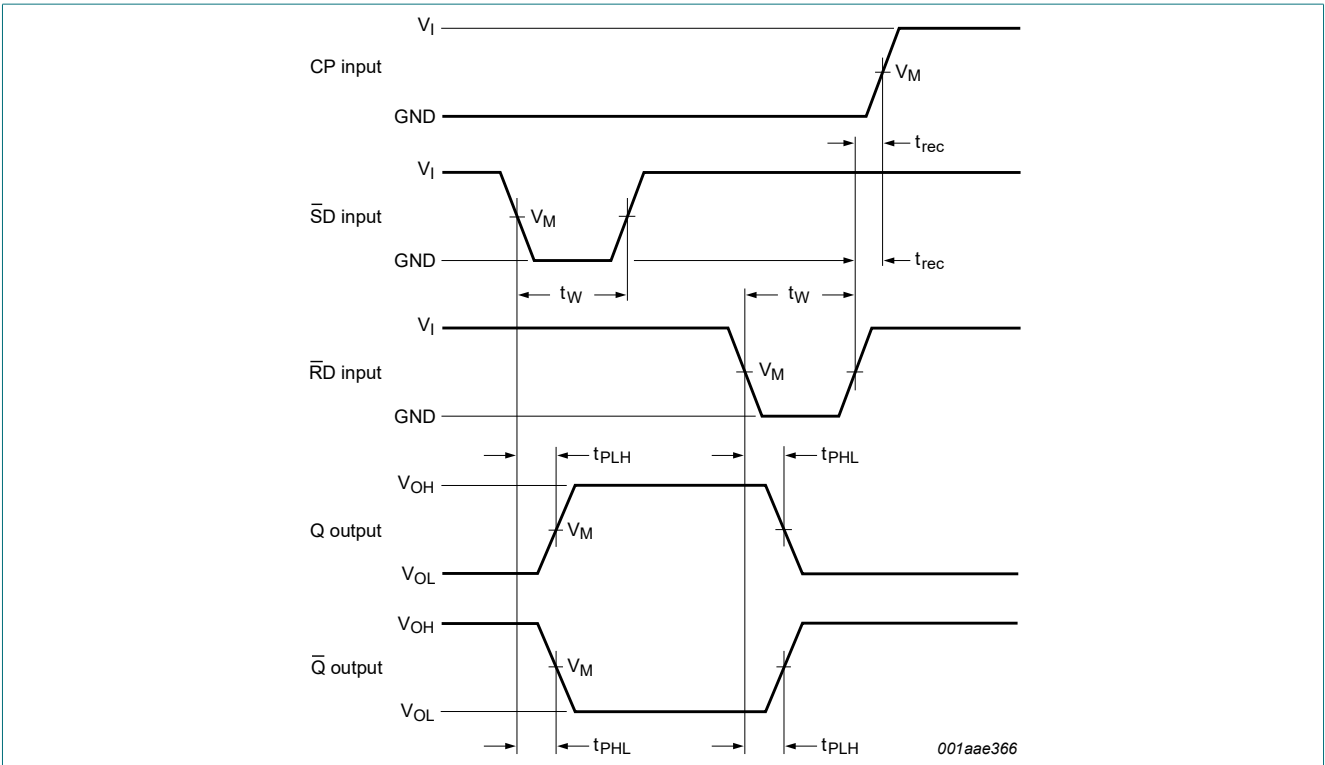 V_I
CP input
V_M
GND
t_rec
V_I
S̅D input
V_M
GND
t_rec
t_W
t_W
V_I
R̅D input
V_M
GND
t_PLH
t_PHL
V_OH
Q output
V_M
V_OL
V_OH
Q̅ output
V_M
V_OL
t_PHL
t_PLH
001aae366